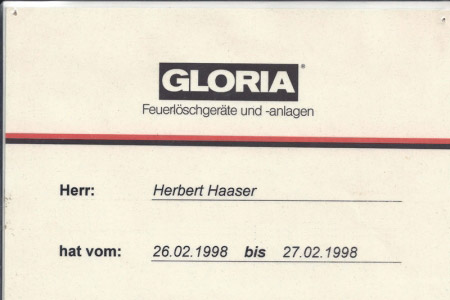 GLORIA®
Feuerlöschgeräte und -anlagen
Herr: Herbert Haaser
hat vom: 26.02.1998 bis 27.02.1998